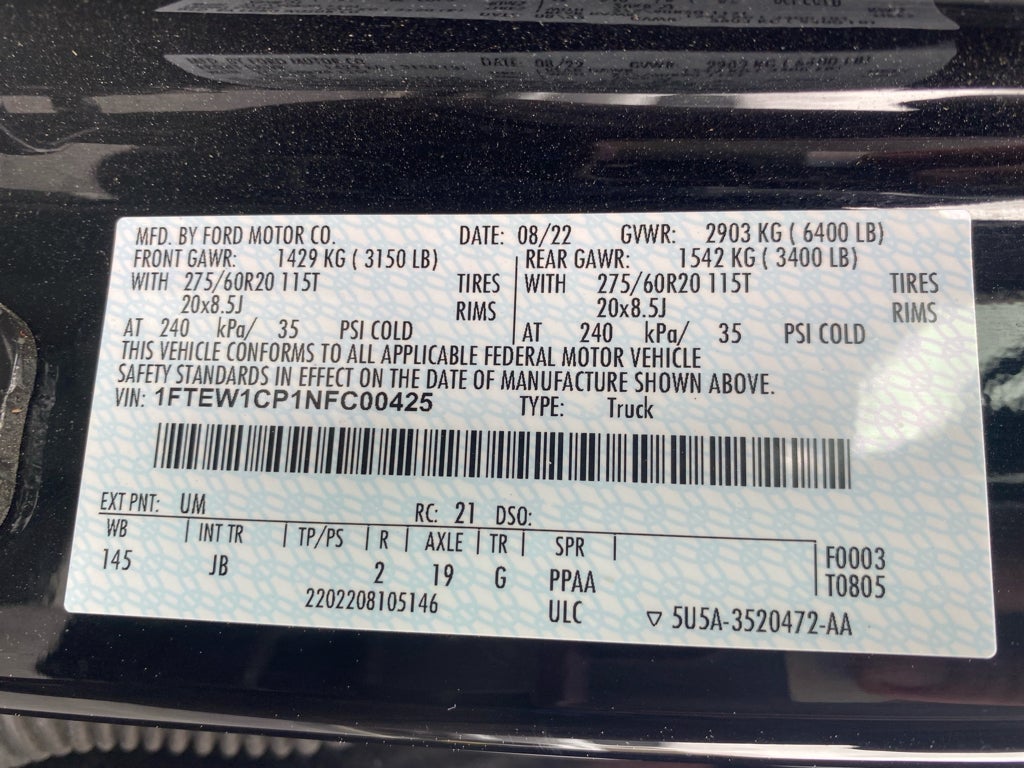 MFD. BY FORD MOTOR CO. DATE: 08/22 GVWR: 2903 KG ( 6400 LB)
FRONT GAWR: 1429 KG ( 3150 LB) REAR GAWR: 1542 KG ( 3400 LB)
WITH 275/60R20 115T TIRES WITH 275/60R20 115T TIRES
20x8.5J RIMS 20x8.5J RIMS
AT 240 kPa/ 35 PSI COLD AT 240 kPa/ 35 PSI COLD
THIS VEHICLE CONFORMS TO ALL APPLICABLE FEDERAL MOTOR VEHICLE
SAFETY STANDARDS IN EFFECT ON THE DATE OF MANUFACTURE SHOWN ABOVE.
VIN: 1FTEW1CP1NFC00425 TYPE: Truck
EXT PNT: UM RC: 21 DSO:
WB | INT TR | TP/PS | R | AXLE | TR | SPR | F0003
145 JB 2 19 G PPAA T0805
2202208105146 ULC ▽ 5U5A-3520472-AA